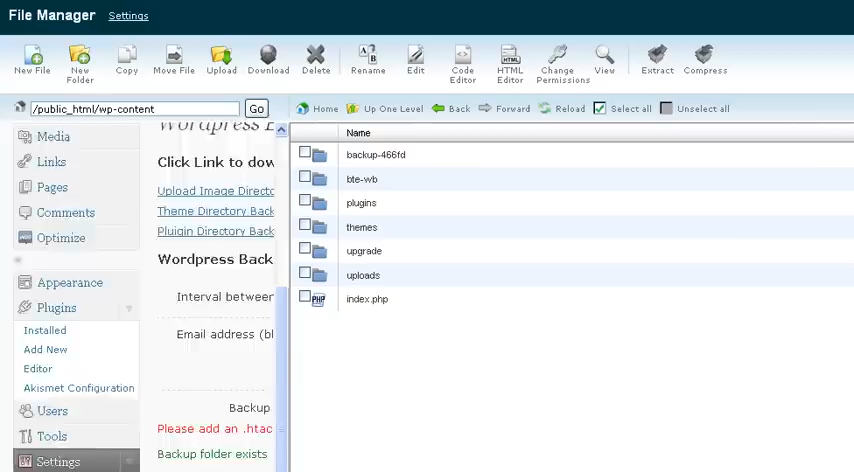 File Manager Settings
New File New Folder Copy Move File Upload Download Delete Rename Edit Code Editor HTML Editor Change Permissions View Extract Compress
/public_html/wp-content Go Home Up One Level Back Forward Reload Select all Unselect all
Media
Links
Pages
Comments
Optimize
Appearance
Plugins
Installed
Add New
Editor
Akismet Configuration
Users
Tools
Settings
Wordpress
Click Link to dow
Upload Image Directo
Theme Directory Back
Pluigin Directory Back
Wordpress Back
Interval between
Email address (bl
Backup
Please add an .htac
Backup folder exists
Name
backup-466fd
bte-wb
plugins
themes
upgrade
uploads
PHP index.php